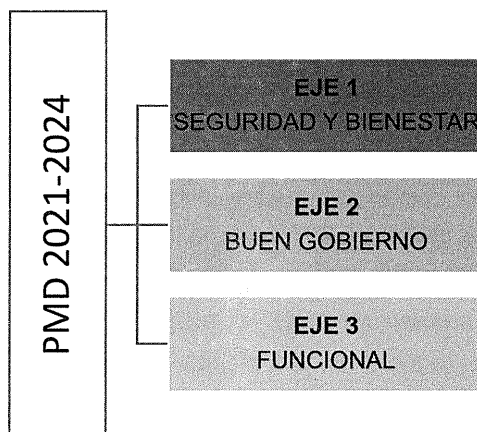 PMD 2021-2024
EJE 1
SEGURIDAD Y BIENESTAR
EJE 2
BUEN GOBIERNO
EJE 3
FUNCIONAL